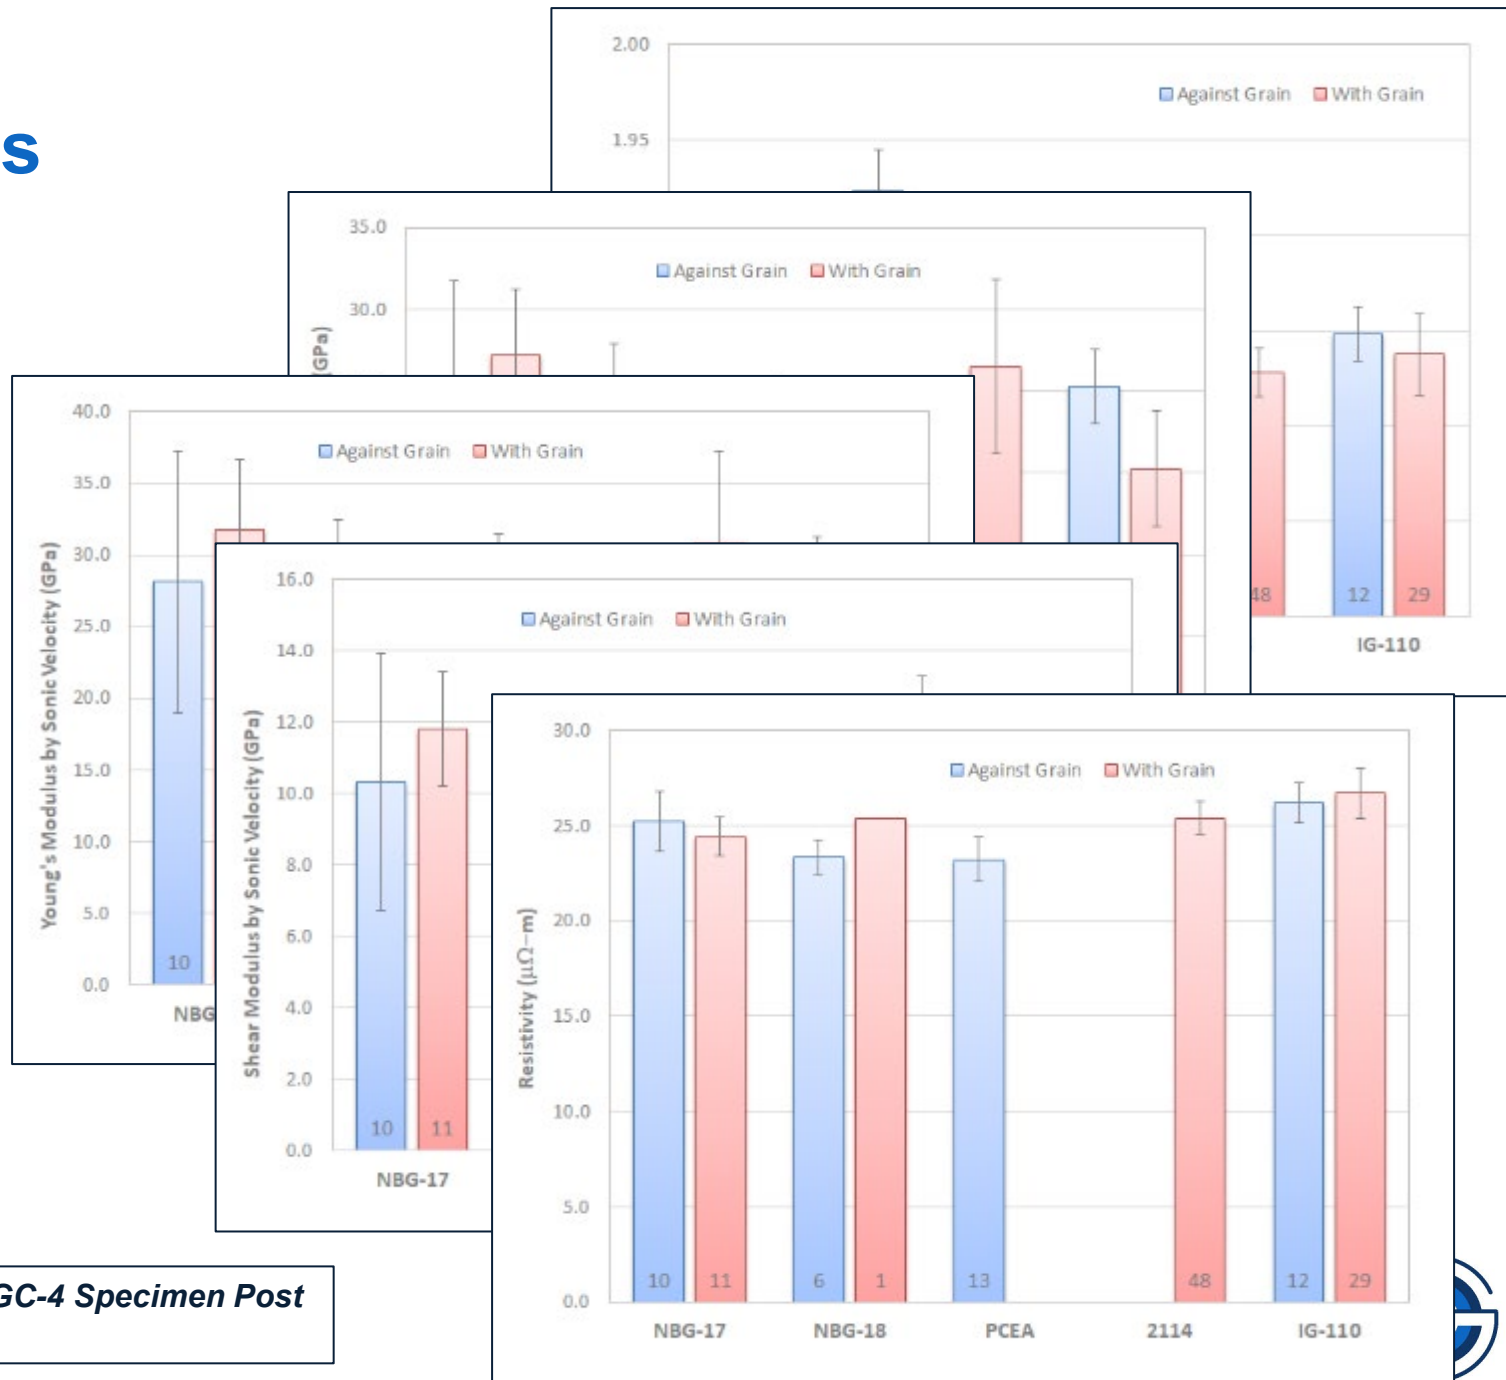 s
2.00
1.95
Against Grain With Grain
48 12 29
IG-110
35.0
30.0
(GPa)
Against Grain With Grain
40.0
35.0
30.0
25.0
20.0
15.0
10.0
5.0
0.0
Young's Modulus by Sonic Velocity (GPa)
Against Grain With Grain
10
NBG
16.0
14.0
12.0
10.0
8.0
6.0
4.0
2.0
0.0
Shear Modulus by Sonic Velocity (GPa)
Against Grain With Grain
10 11
NBG-17
30.0
25.0
20.0
15.0
10.0
5.0
0.0
Resistivity (μΩ−m)
Against Grain With Grain
10 11 6 1 13 48 12 29
NBG-17 NBG-18 PCEA 2114 IG-110
GC-4 Specimen Post